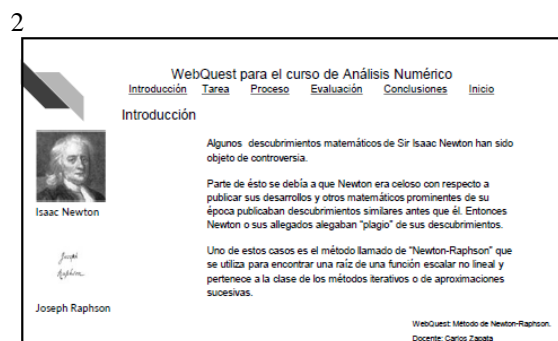 2
WebQuest para el curso de Análisis Numérico
Introducción Tarea Proceso Evaluación Conclusiones Inicio
Introducción
Algunos descubrimientos matemáticos de Sir Isaac Newton han sido
objeto de controversia.
Parte de ésto se debía a que Newton era celoso con respecto a
publicar sus desarrollos y otros matemáticos prominentes de su
época publicaban descubrimientos similares antes que él. Entonces
Newton o sus allegados alegaban "plagio" de sus descubrimientos.
Isaac Newton
Uno de estos casos es el método llamado de "Newton-Raphson" que
se utiliza para encontrar una raíz de una función escalar no lineal y
pertenece a la clase de los métodos iterativos o de aproximaciones
sucesivas.
Joseph
Raphson
Joseph Raphson
WebQuest: Método de Newton-Raphson.
Docente: Carlos Zapata